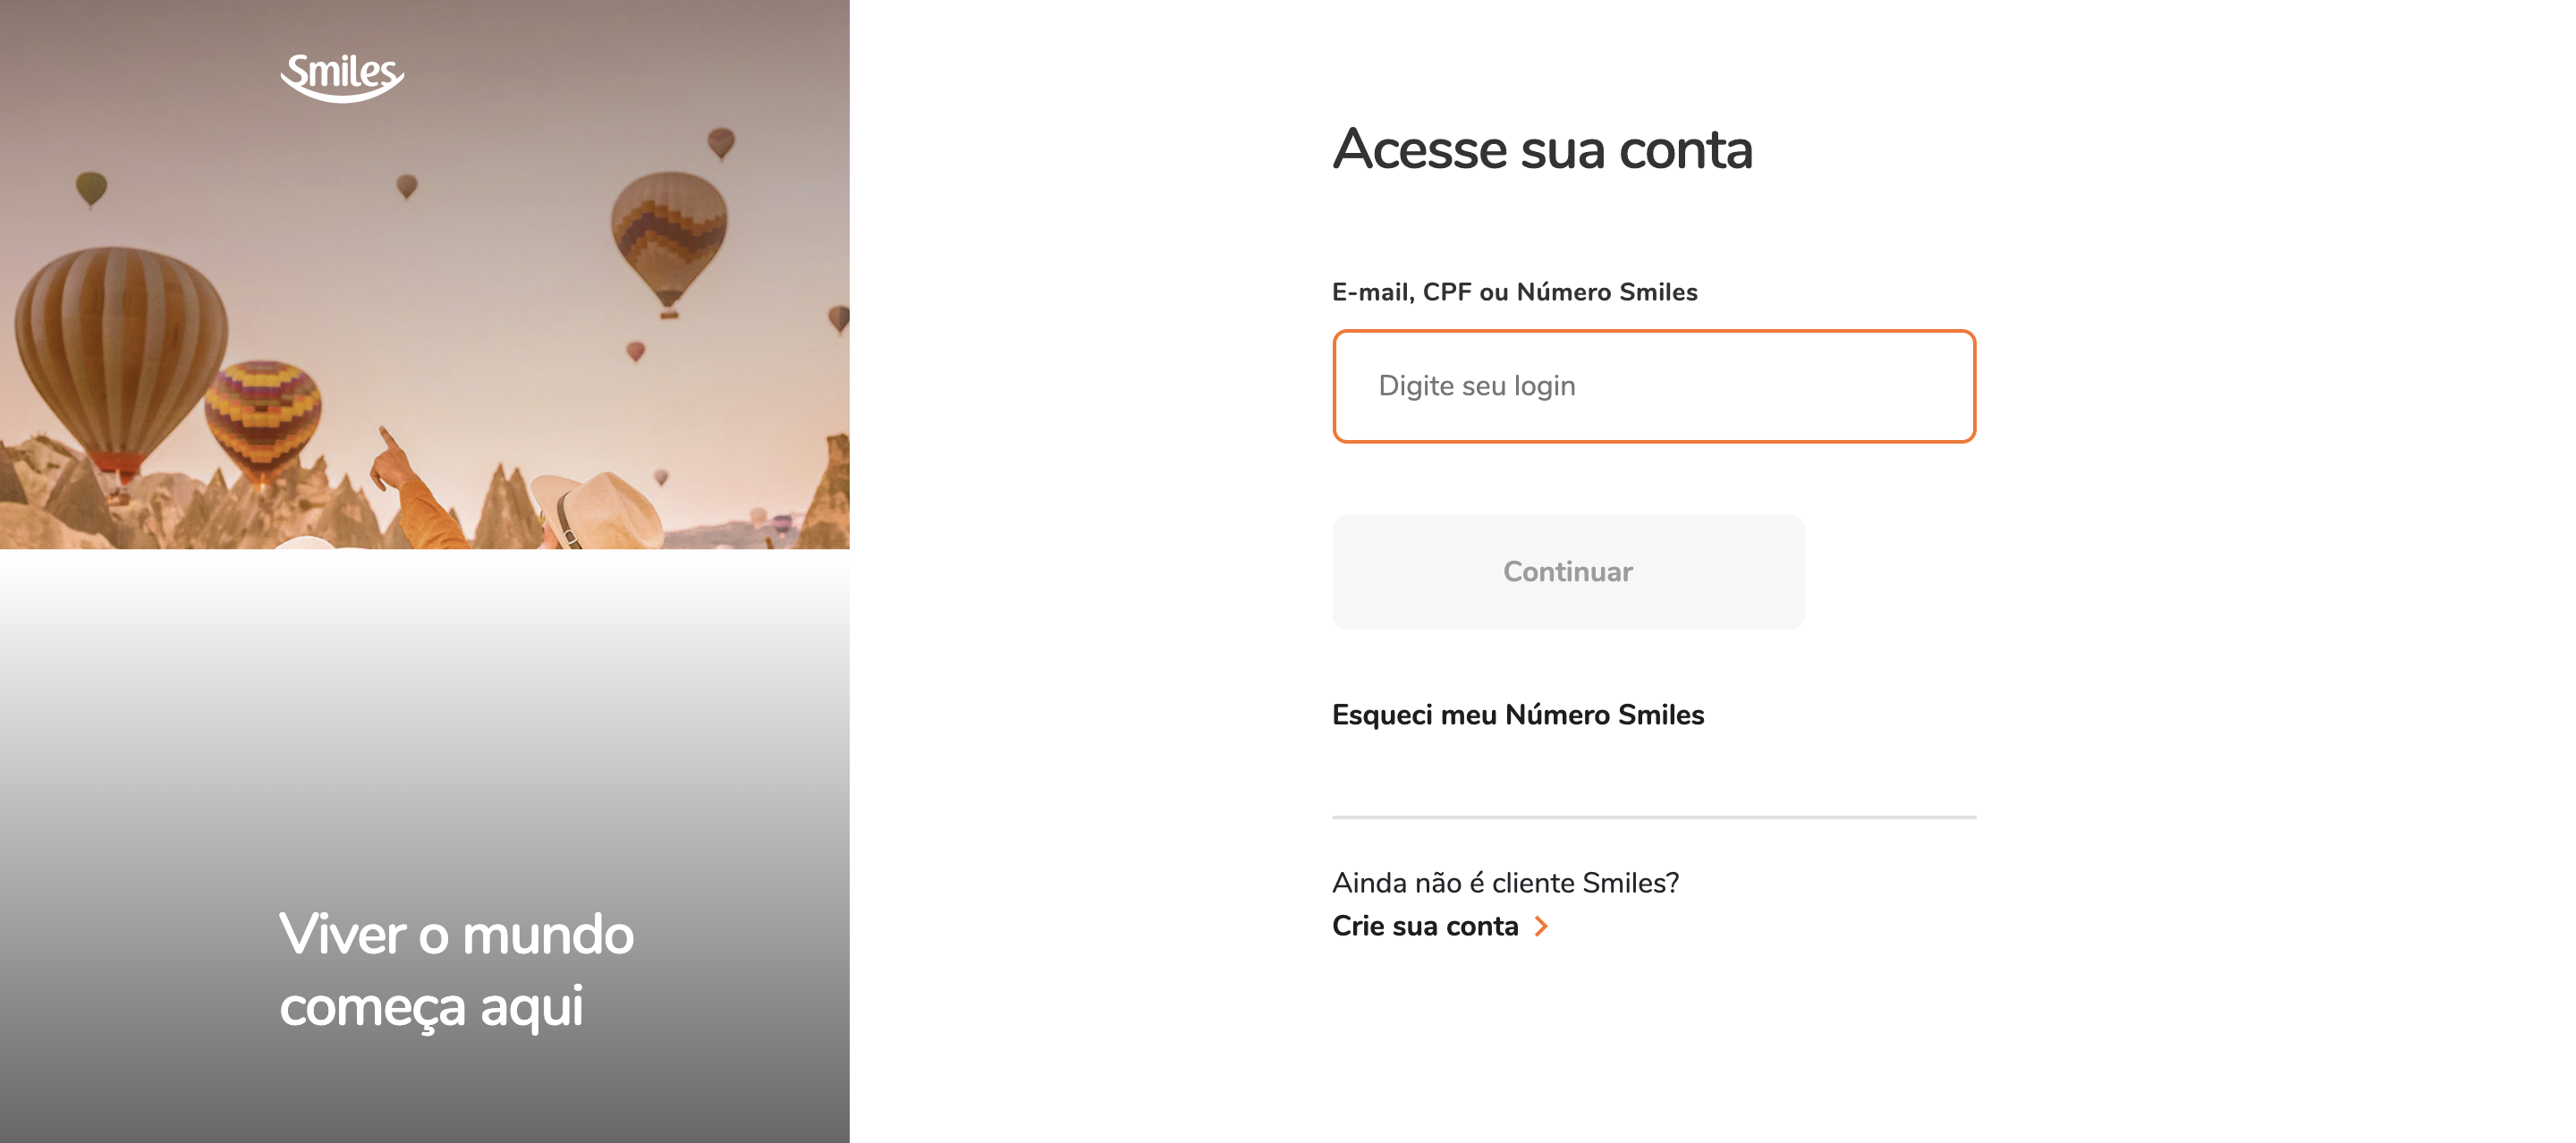 Smiles
Viver o mundo
começa aqui
Acesse sua conta
E-mail, CPF ou Número Smiles
Digite seu login
Continuar
Esqueci meu Número Smiles
Ainda não é cliente Smiles?
Crie sua conta